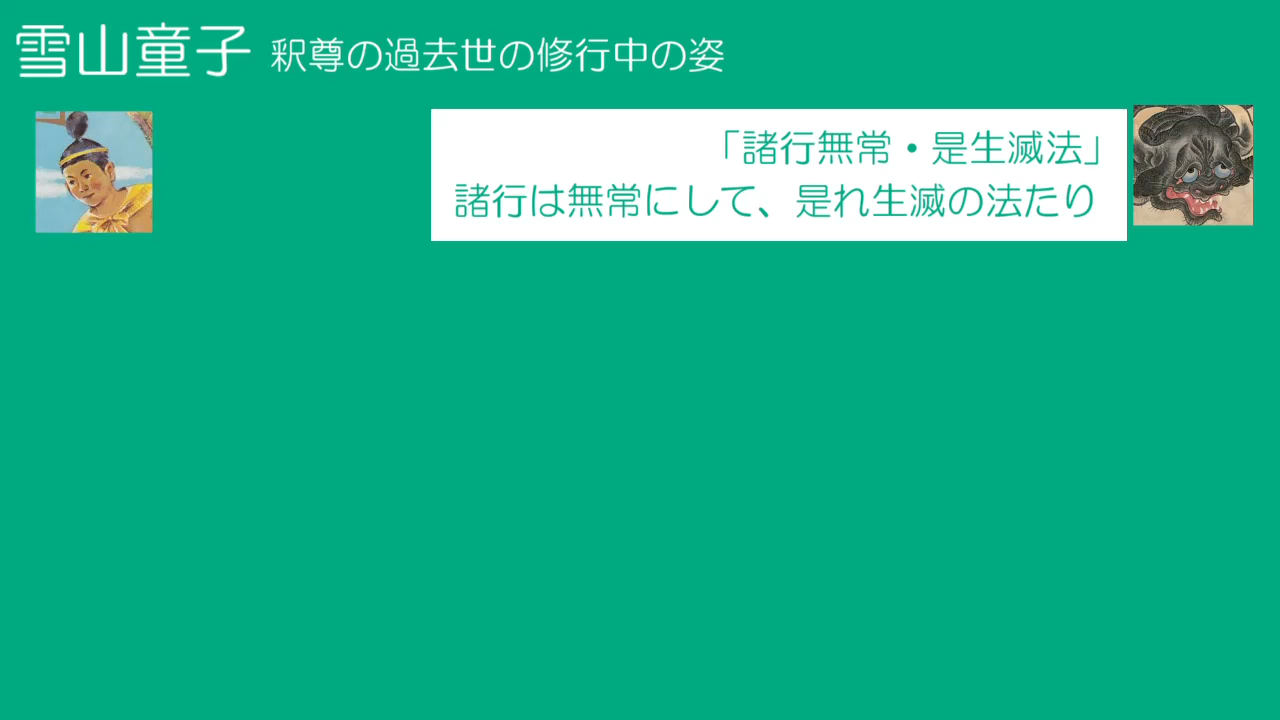 雪山童子 釈尊の過去世の修行中の姿
「諸行無常・是生滅法」
諸行は無常にして、是れ生滅の法たり